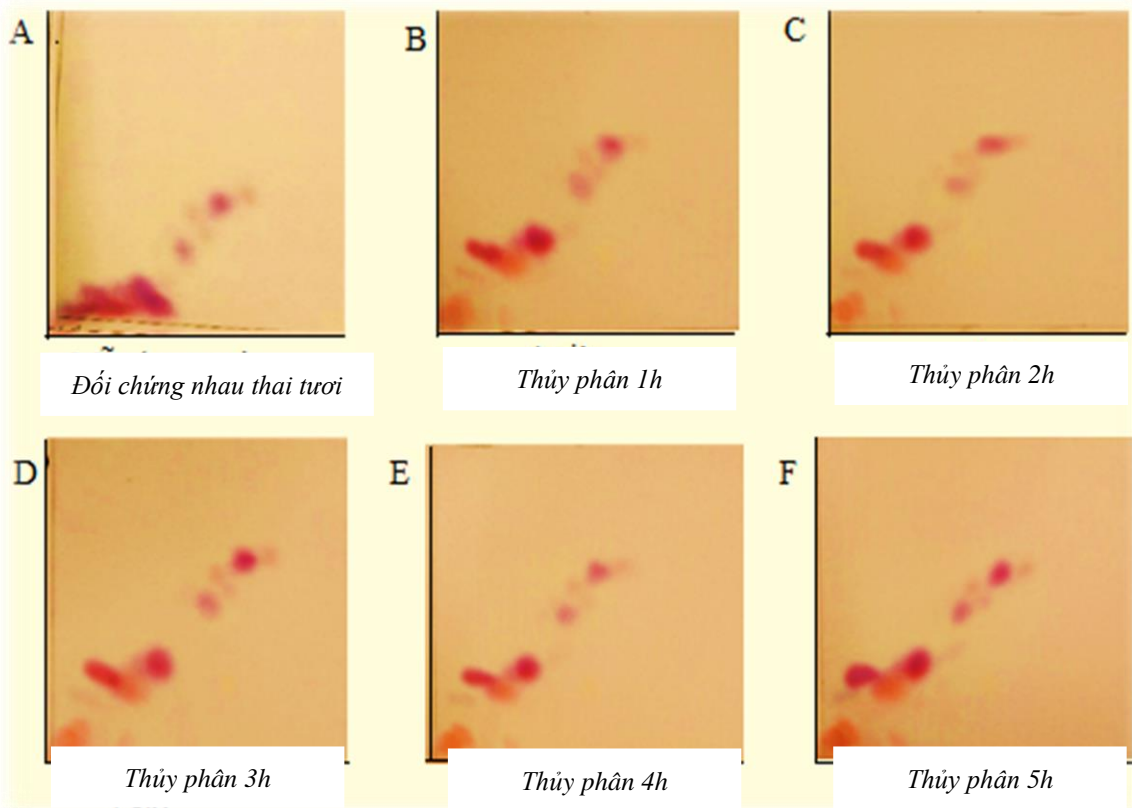 A
B
C
Đối chứng nhau thai tươi
Thủy phân 1h
Thủy phân 2h
D
E
F
Thủy phân 3h
Thủy phân 4h
Thủy phân 5h